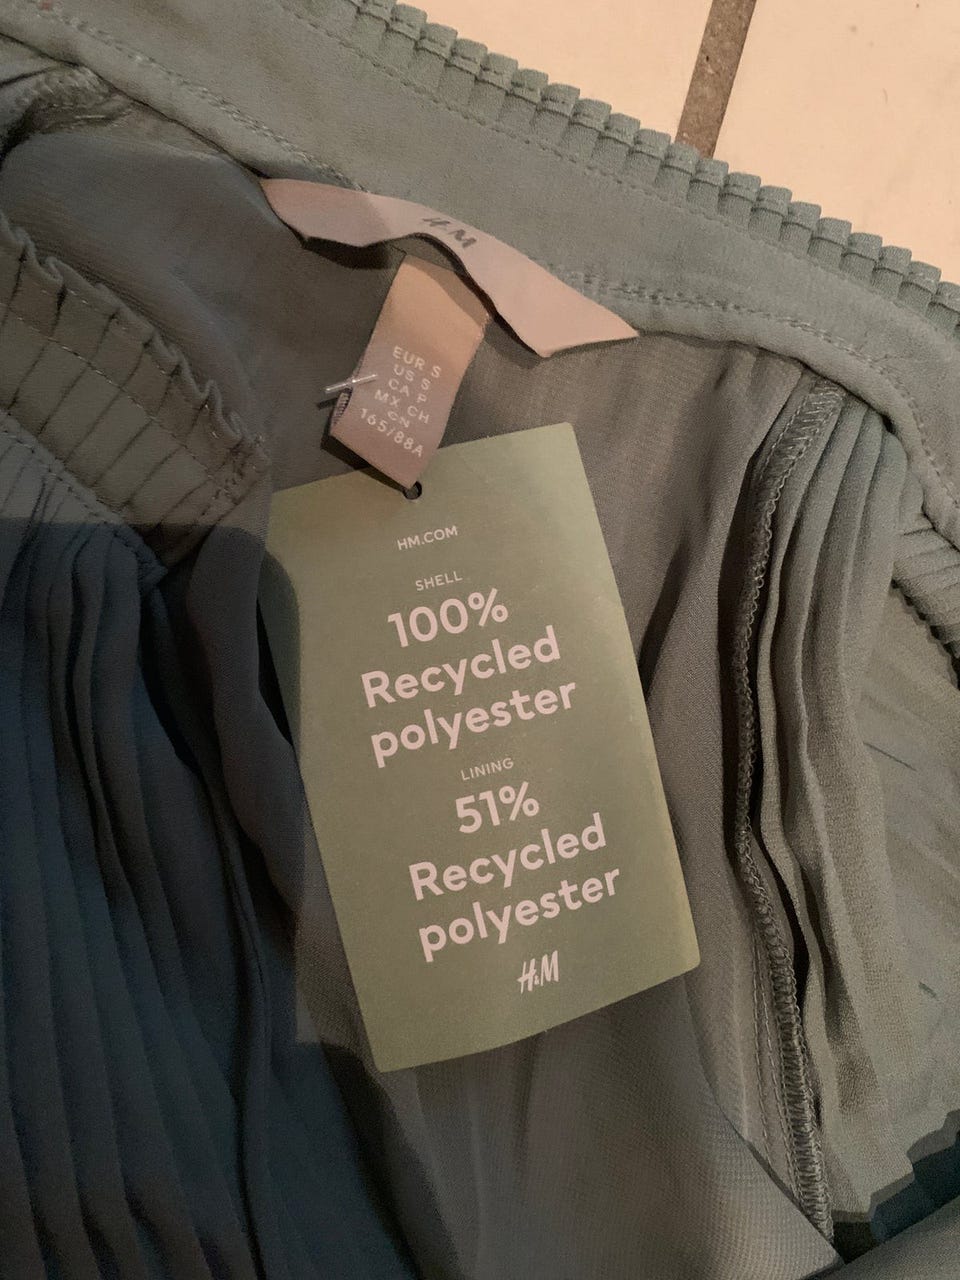 H&M
EUR S
US S
CA P
MX CH
CN
165/88A
HM.COM
SHELL
100%
Recycled
polyester
LINING
51%
Recycled
polyester
H&M